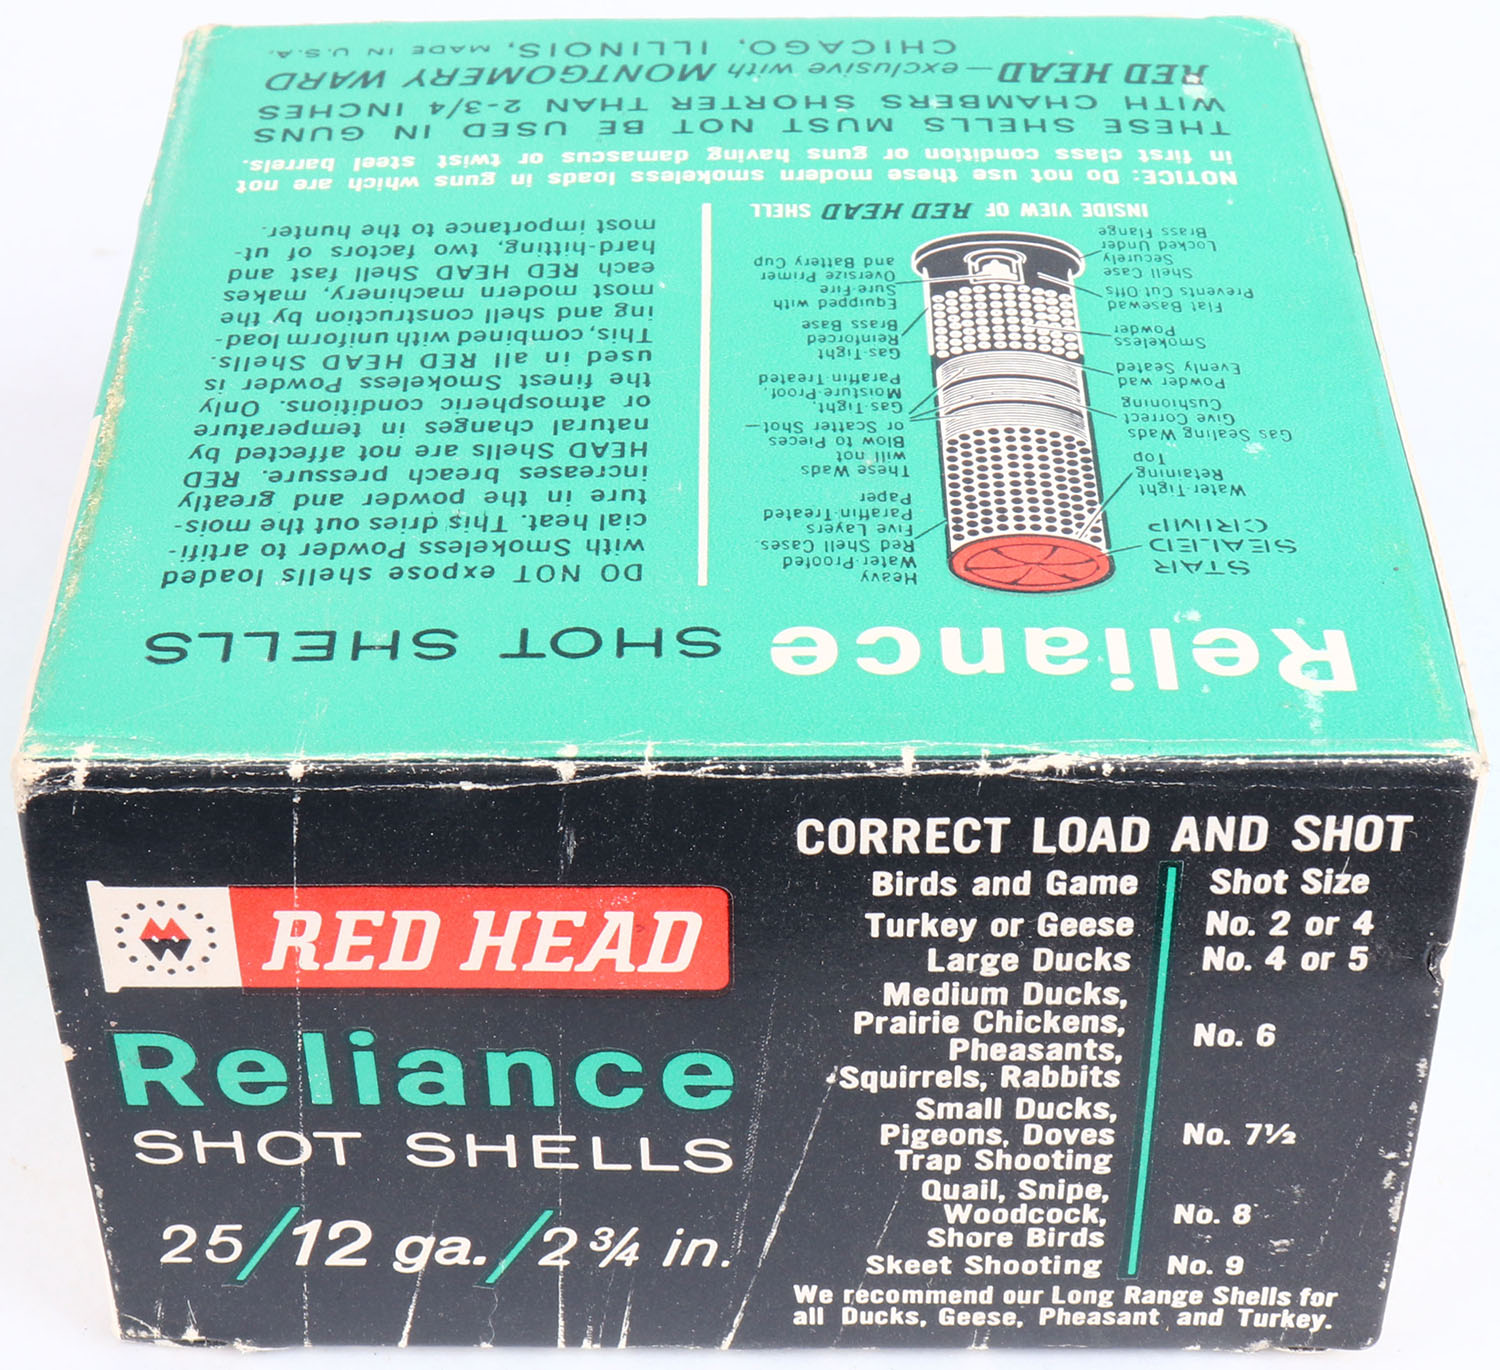 Reliance SHOT SHELLS
DO NOT expose shells loaded
with Smokeless Powder to artifi-
cial heat. This dries out the mois-
ture in the powder and greatly
increases breach pressure. RED
HEAD Shells are not affected by
natural changes in temperature
or atmospheric conditions. Only
the finest Smokeless Powder is
used in all RED HEAD Shells.
This, combined with uniform load-
ing and shell construction by the
most modern machinery, makes
each RED HEAD Shell fast and
hard-hitting, two factors of ut-
most importance to the hunter.
STAR
SEALED
CRIMP
Water-Tight
Retaining
Top
Gas Sealing Wads
Give Correct
Cushioning
Powder wad
Evenly Seated
Smokeless
Powder
Flat Basewad
Prevents Cut Offs
Shell Case
Securely
Locked Under
Brass Flange
Heavy
Water-Proofed
Red Shell Cases.
Five Layers
Paraffin-Treated
Paper
These Wads
will not
Blow to Pieces
or Scatter Shot—
Gas-Tight,
Moisture-Proof,
Paraffin-Treated
Gas-Tight
Reinforced
Brass Base
Equipped with
Sure-Fire
Oversize Primer
and Battery Cup
INSIDE VIEW OF RED HEAD SHELL
NOTICE: Do not use these modern smokeless loads in guns which are not
in first class condition or guns having damascus or twist steel barrels.
THESE SHELLS MUST NOT BE USED IN GUNS
WITH CHAMBERS SHORTER THAN 2-3/4 INCHES
RED HEAD—exclusive with MONTGOMERY WARD
CHICAGO, ILLINOIS, MADE IN U.S.A.
MW RED HEAD
Reliance
SHOT SHELLS
25/12 ga./2 3/4 in.
CORRECT LOAD AND SHOT
Birds and Game Shot Size
Turkey or Geese No. 2 or 4
Large Ducks No. 4 or 5
Medium Ducks,
Prairie Chickens,
Pheasants, No. 6
Squirrels, Rabbits
Small Ducks,
Pigeons, Doves No. 7½
Trap Shooting
Quail, Snipe,
Woodcock, No. 8
Shore Birds
Skeet Shooting No. 9
We recommend our Long Range Shells for
all Ducks, Geese, Pheasant and Turkey.